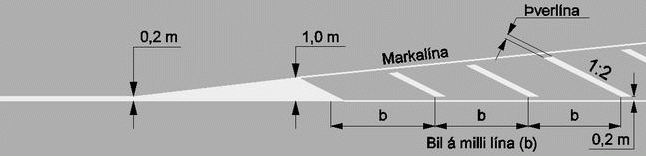 Þverlína
0,2 m
1,0 m
Markalína
1:2
b
b
b
Bil á milli lína (b)
0,2 m